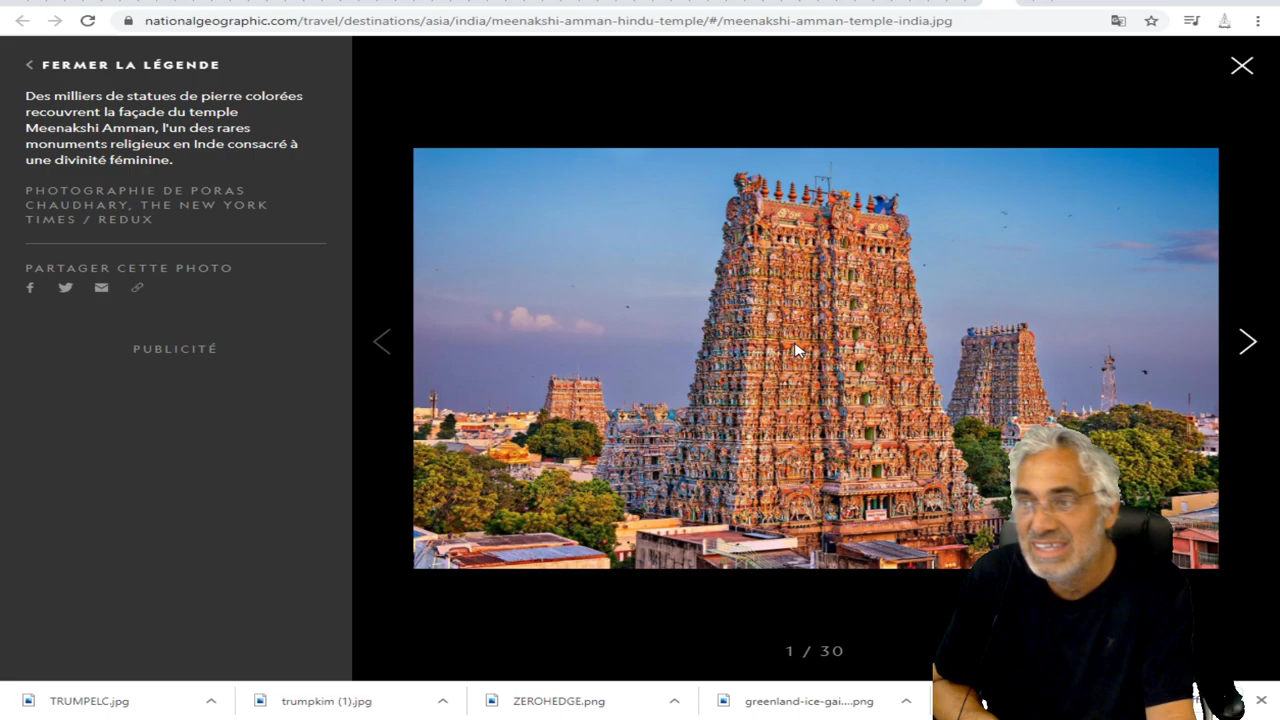 nationalgeographic.com/travel/destinations/asia/india/meenakshi-amman-hindu-temple/#/meenakshi-amman-temple-india.jpg
FERMER LA LÉGENDE
Des milliers de statues de pierre colorées
recouvrent la façade du temple
Meenakshi Amman, l'un des rares
monuments religieux en Inde consacré à
une divinité féminine.
PHOTOGRAPHIE DE PORAS
CHAUDHARY, THE NEW YORK
TIMES / REDUX
PARTAGER CETTE PHOTO
PUBLICITÉ
1 / 30
TRUMPELC.jpg
trumpkim (1).jpg
ZEROHEDGE.png
greenland-ice-gai....png